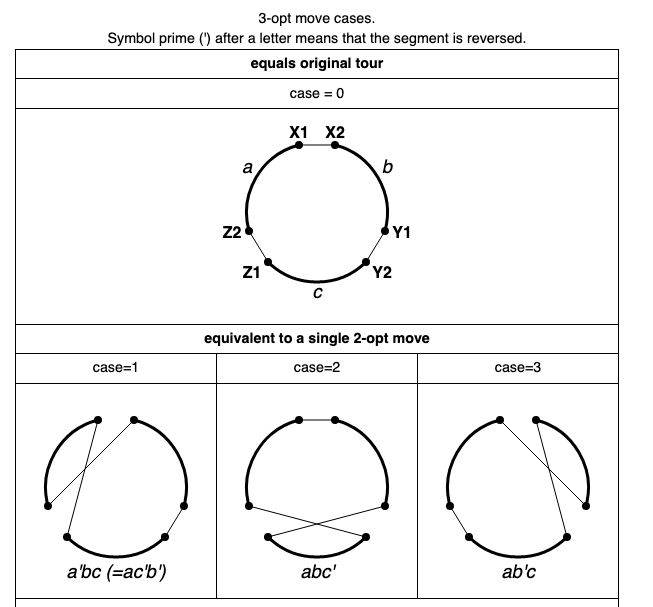 3-opt move cases.
Symbol prime (') after a letter means that the segment is reversed.
equals original tour
case = 0
X1 X2
a b
Z2 Y1
Z1 Y2
c
equivalent to a single 2-opt move
case=1 case=2 case=3
a'bc (=ac'b') abc' ab'c